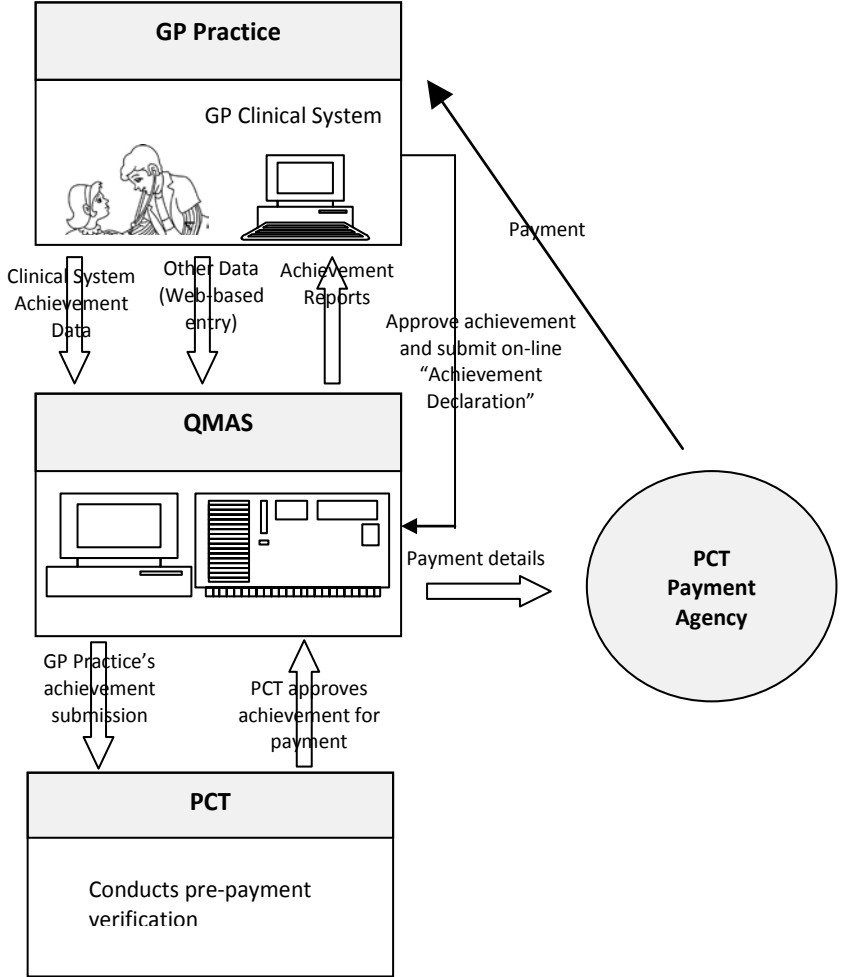 GP Practice
GP Clinical System
Clinical System
Achievement
Data
Other Data
(Web-based
entry)
Achievement
Reports
Payment
Approve achievement
and submit on-line
“Achievement
Declaration”
QMAS
Payment details
PCT
Payment
Agency
GP Practice’s
achievement
submission
PCT approves
achievement for
payment
PCT
Conducts pre-payment
verification